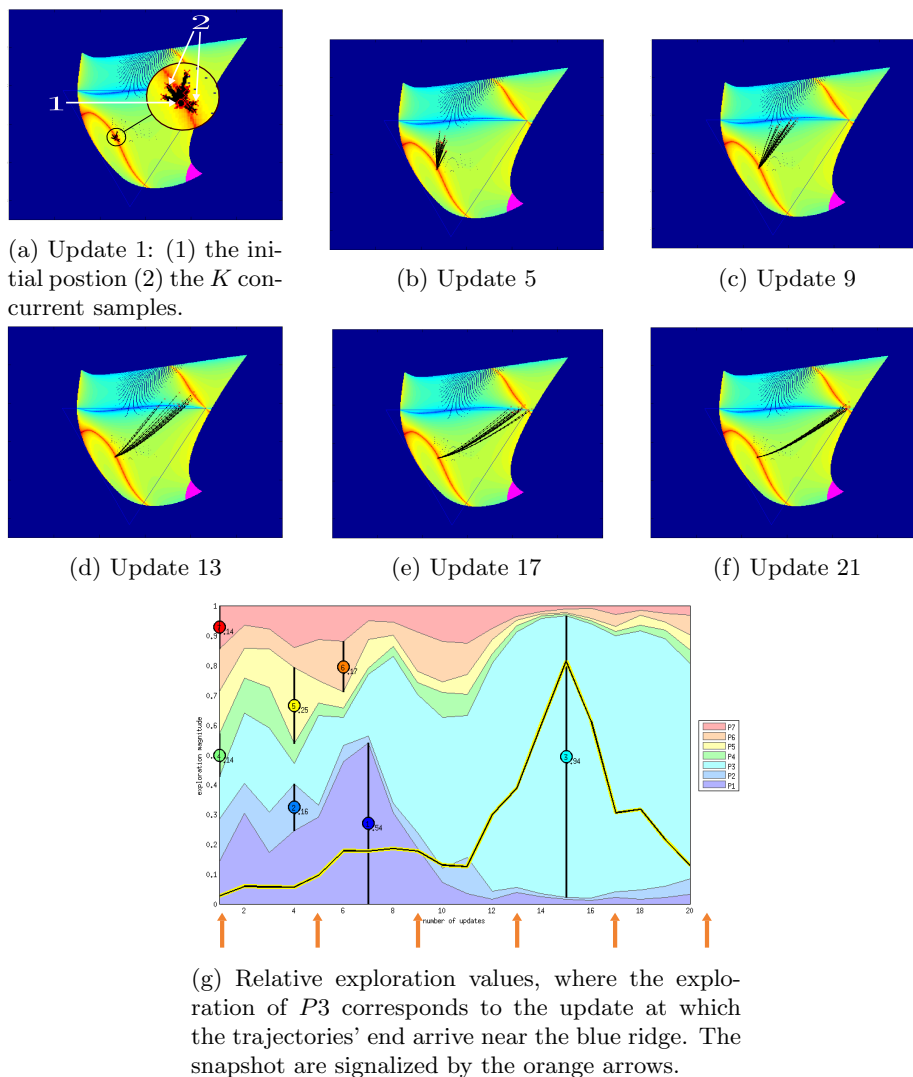 2
1
(a) Update 1: (1) the ini-
tial postion (2) the K con-
current samples.
(b) Update 5
(c) Update 9
(d) Update 13
(e) Update 17
(f) Update 21
1
0.9
0.8
0.7
0.6
0.5
0.4
0.3
0.2
0.1
0
exploration magnitude
.14
.14
4
5
.25
6
.17
2
.16
.54
3
.94
P7
P6
P5
P4
P3
P2
P1
2 4 6 8 10 12 14 16 18 20
number of updates
(g) Relative exploration values, where the explo-
ration of P3 corresponds to the update at which
the trajectories' end arrive near the blue ridge. The
snapshot are signalized by the orange arrows.